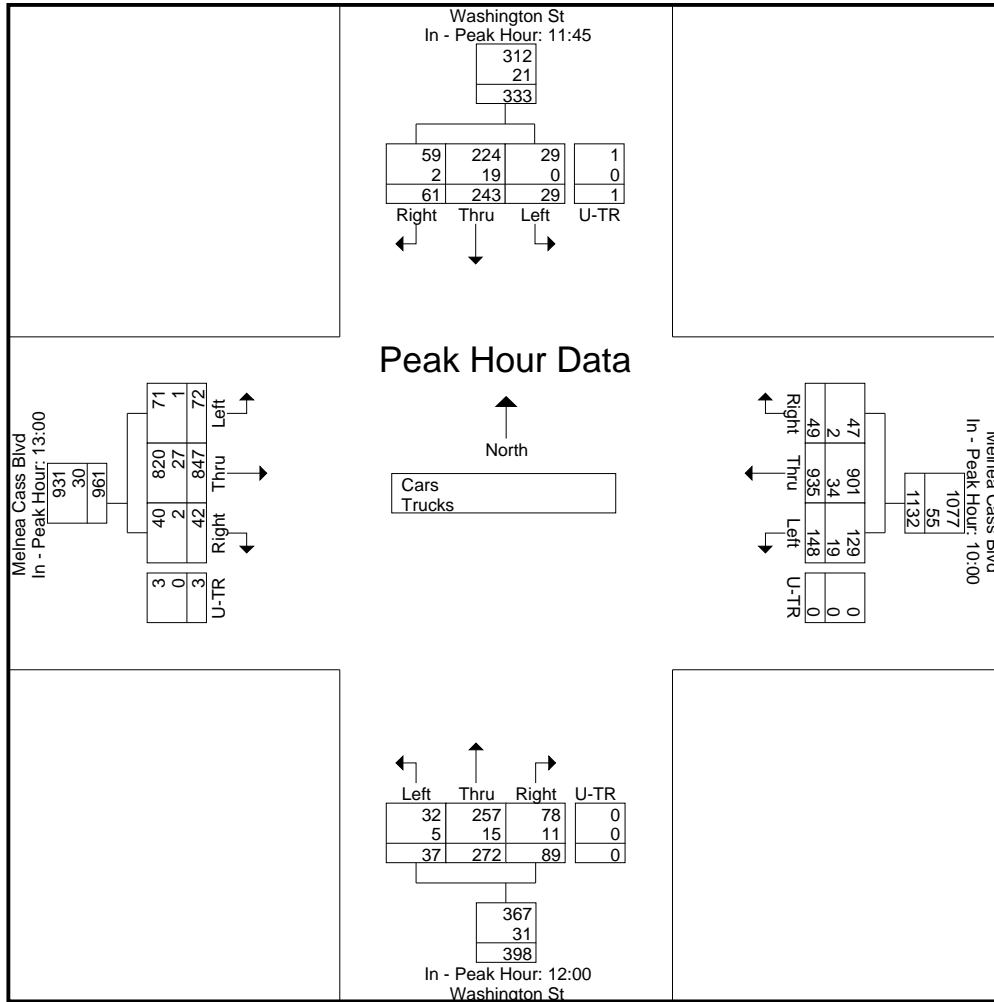 Washington St
In - Peak Hour: 11:45
312
21
333
59 224 29 1
2 19 0 0
61 243 29 1
Right Thru Left U-TR
Peak Hour Data
North
Cars
Trucks
Melnea Cass Blvd
In - Peak Hour: 13:00
931
30
961
71 820 40 3
1 27 2 0
72 847 42 3
Left Thru Right U-TR
Right Thru Left U-TR
49 935 148 0
2 34 19 0
47 901 129 0
1132
55
1077
In - Peak Hour: 10:00
Melnea Cass Blvd
Left Thru Right U-TR
32 257 78 0
5 15 11 0
37 272 89 0
367
31
398
In - Peak Hour: 12:00
Washington St